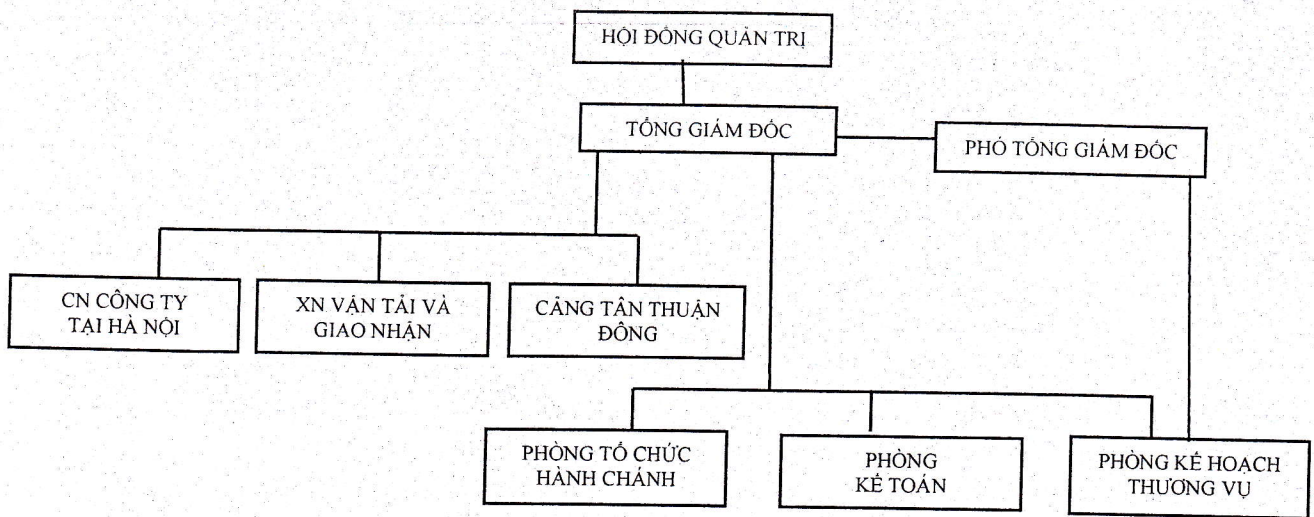 HỘI ĐỒNG QUẢN TRỊ
TỔNG GIÁM ĐỐC
PHÓ TỔNG GIÁM ĐỐC
CN CÔNG TY
TẠI HÀ NỘI
XN VẬN TẢI VÀ
GIAO NHẬN
CẢNG TÂN THUẬN
ĐÔNG
PHÒNG TỔ CHỨC
HÀNH CHÁNH
PHÒNG
KẾ TOÁN
PHÒNG KẾ HOẠCH
THƯƠNG VỤ